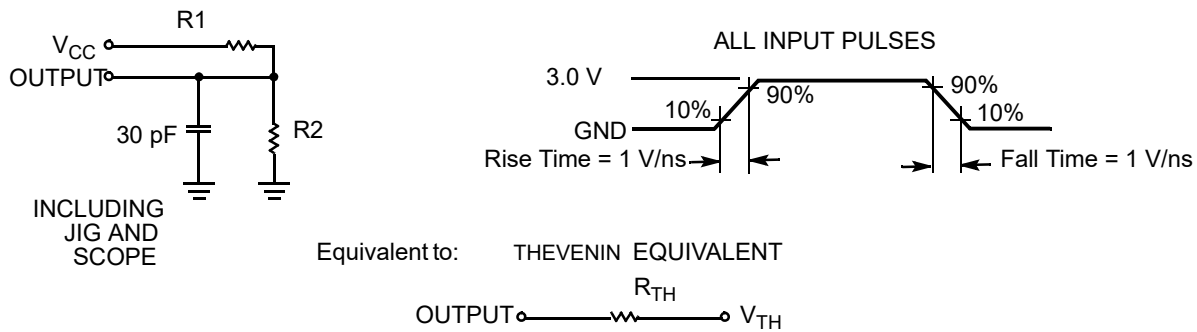 R1
VCC
OUTPUT
30 pF
R2
INCLUDING
JIG AND
SCOPE
ALL INPUT PULSES
3.0 V
GND
10%
90%
90%
10%
Rise Time = 1 V/ns
Fall Time = 1 V/ns
Equivalent to: THEVENIN EQUIVALENT
RTH
OUTPUT
VTH